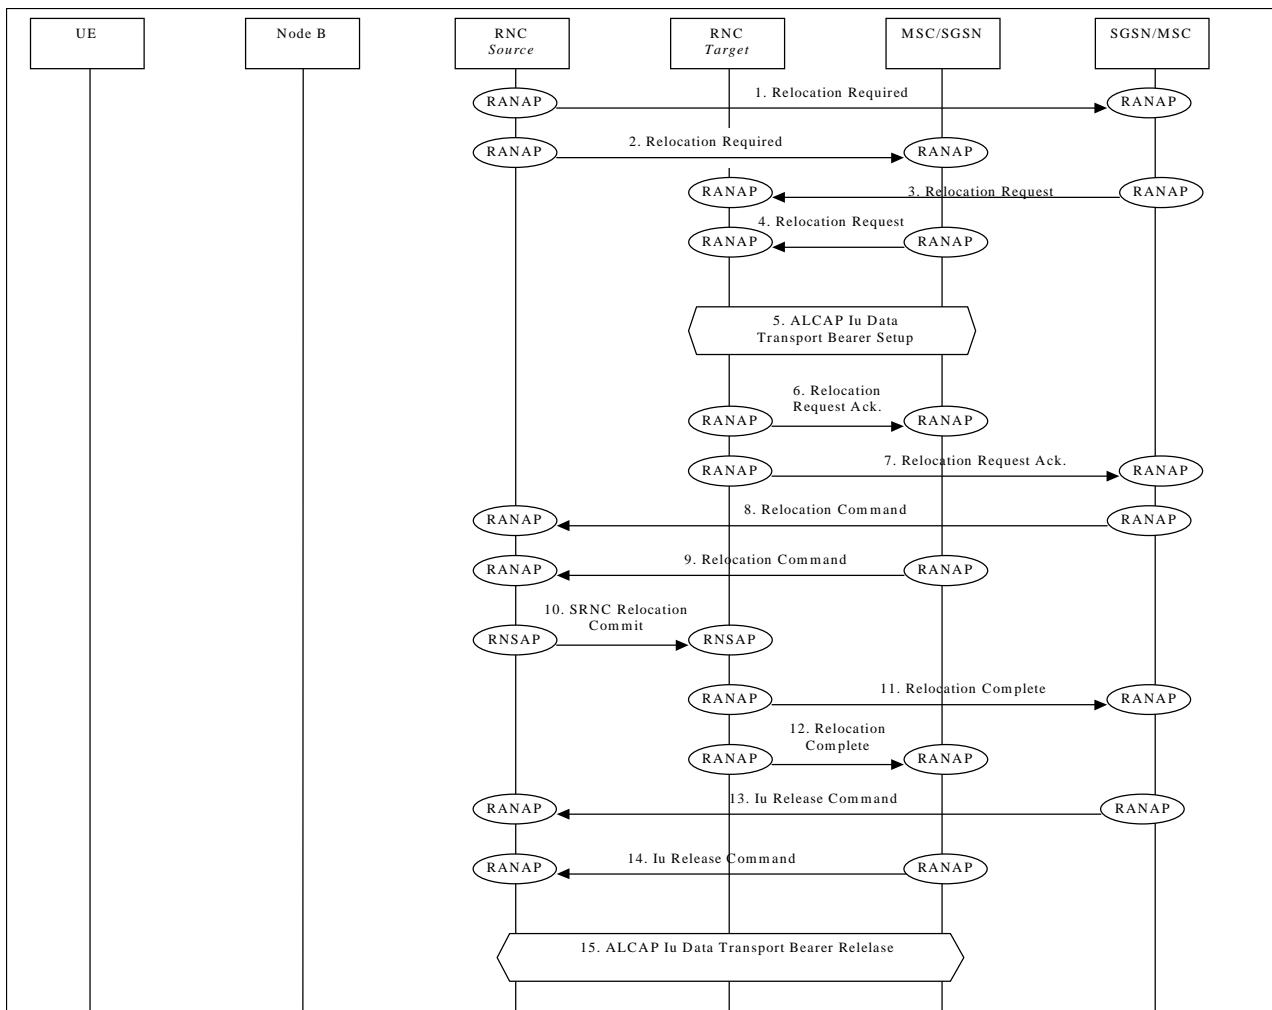 UE
Node B
RNC
Source
RNC
Target
MSC/SGSN
SGSN/MSC
RANAP
1. Relocation Required
RANAP
RANAP
2. Relocation Required
RANAP
RANAP
3. Relocation Request
RANAP
RANAP
4. Relocation Request
RANAP
5. ALCAP Iu Data
Transport Bearer Setup
6. Relocation
Request Ack.
RANAP
RANAP
RANAP
7. Relocation Request Ack.
RANAP
RANAP
8. Relocation Command
RANAP
RANAP
9. Relocation Command
RANAP
10. SRNC Relocation
Commit
RNSAP
RNSAP
RANAP
11. Relocation Complete
RANAP
12. Relocation
Complete
RANAP
RANAP
RANAP
13. Iu Release Command
RANAP
RANAP
14. Iu Release Command
RANAP
15. ALCAP Iu Data Transport Bearer Relelase